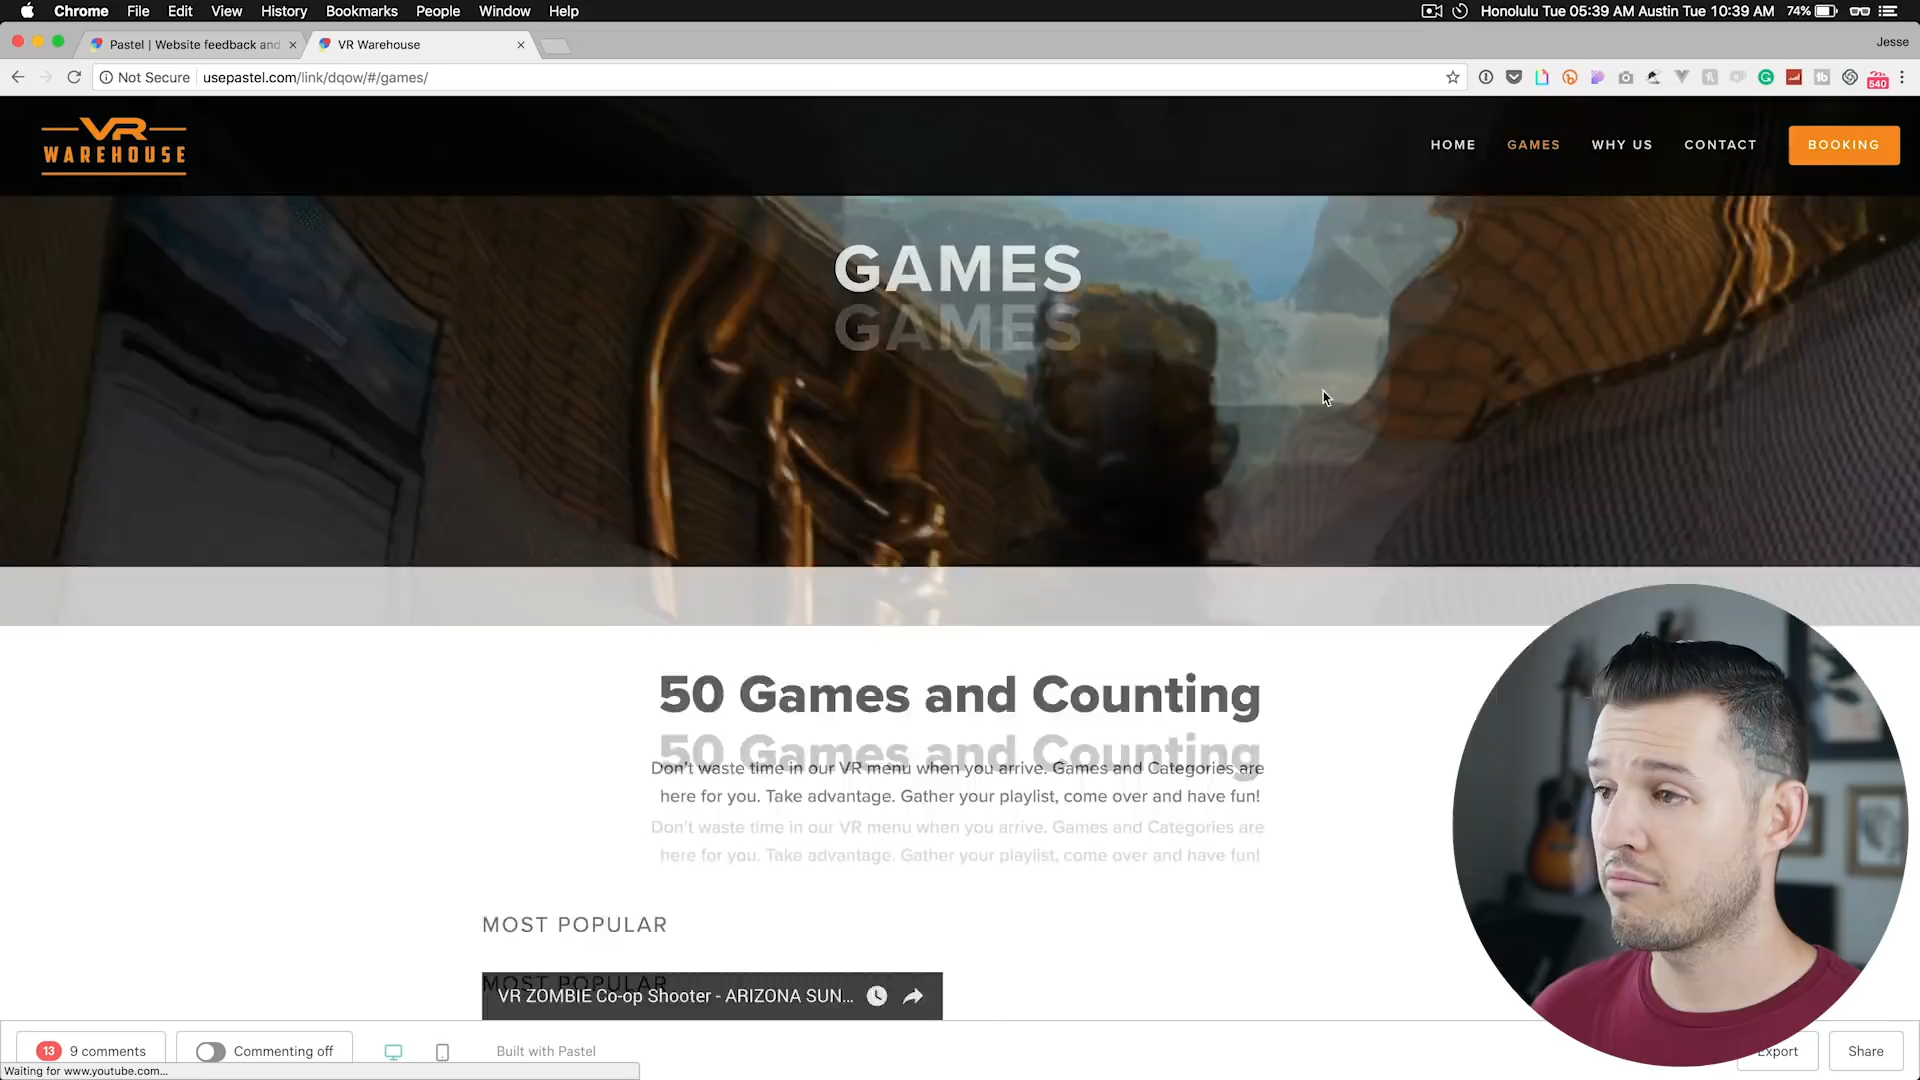 Chrome File Edit View History Bookmarks People Window Help
Honolulu Tue 05:39 AM Austin Tue 10:39 AM 74%
Pastel | Website feedback and
VR Warehouse
Jesse
Not Secure usepastel.com/link/dqow/#/games/
540
VR
WAREHOUSE
HOME GAMES WHY US CONTACT BOOKING
GAMES
GAMES
50 Games and Counting
50 Games and Counting
Don't waste time in our VR menu when you arrive. Games and Categories are
here for you. Take advantage. Gather your playlist, come over and have fun!
Don't waste time in our VR menu when you arrive. Games and Categories are
here for you. Take advantage. Gather your playlist, come over and have fun!
MOST POPULAR
MOST POPULAR
VR ZOMBIE Co-op Shooter - ARIZONA SUN...
13 9 comments Commenting off Built with Pastel Export Share
Waiting for www.youtube.com...